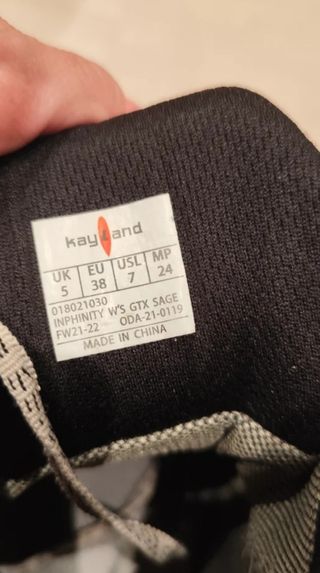 kayland
UK EU USL MP
5 38 7 24
018021030
INPHINITY W'S GTX SAGE
FW21-22 ODA-21-0119
MADE IN CHINA